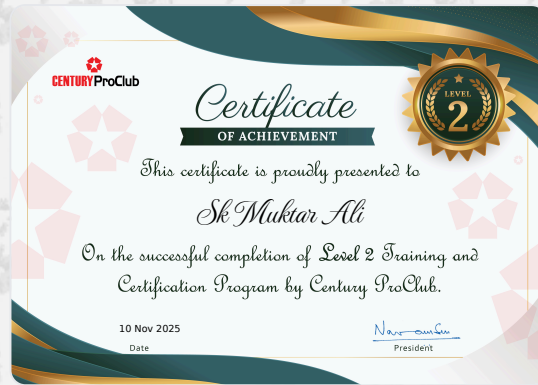 CENTURY ProClub
LEVEL
2
Certificate
OF ACHIEVEMENT
This certificate is proudly presented to
Sk Muktar Ali
On the successful completion of Level 2 Training and
Certification Program by Century ProClub.
10 Nov 2025
Date
President